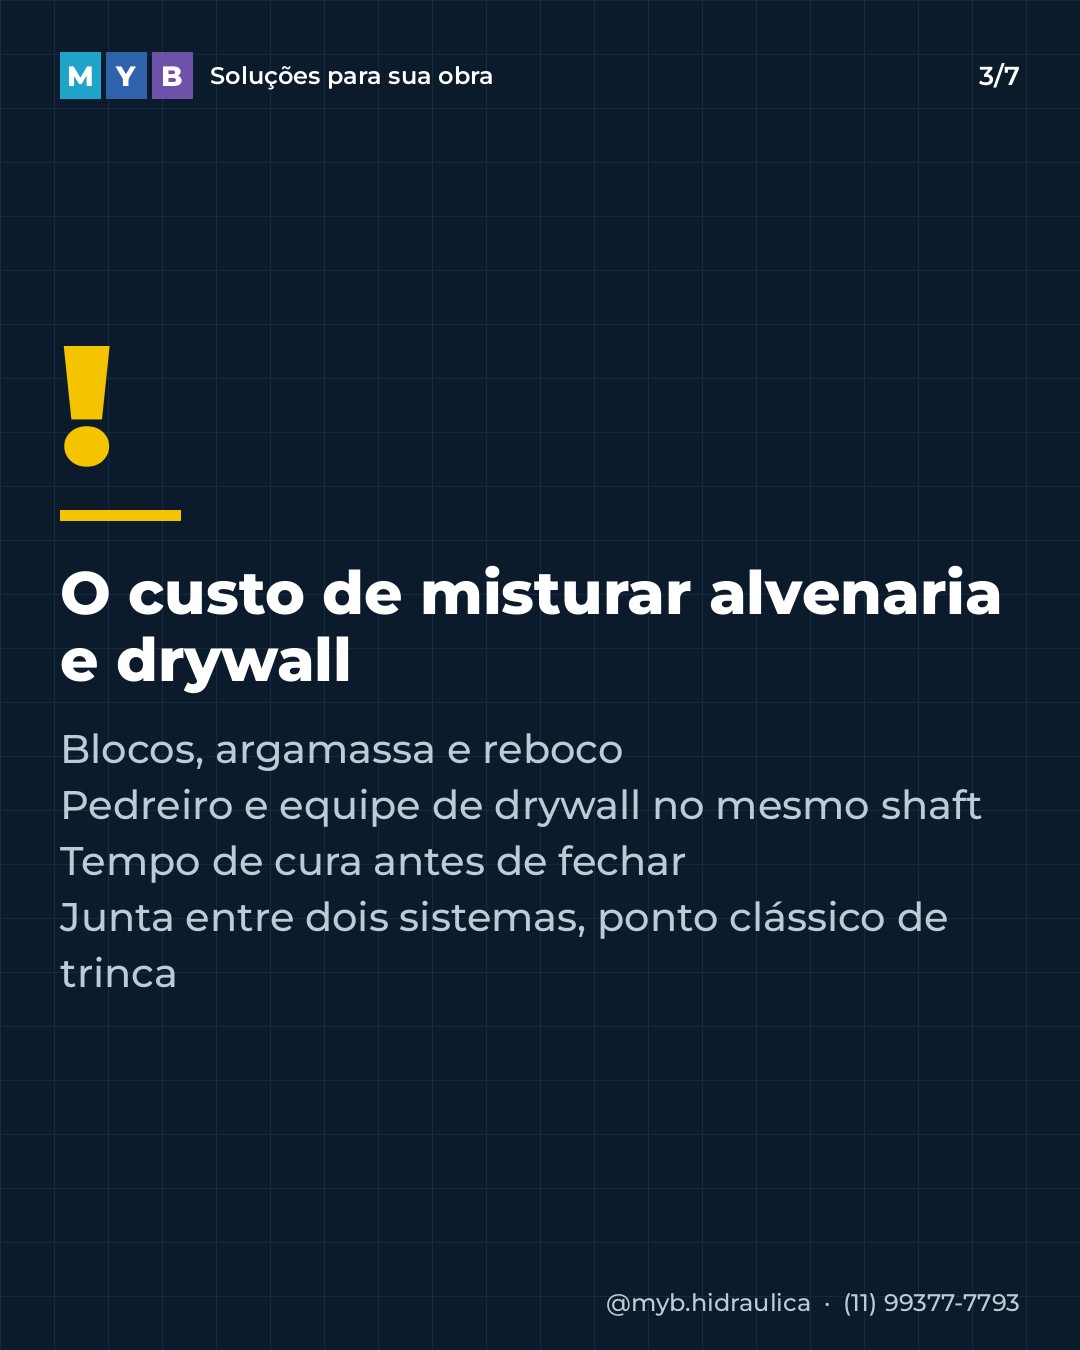 MYB Soluções para sua obra
3/7
!
O custo de misturar alvenaria
e drywall
Blocos, argamassa e reboco
Pedreiro e equipe de drywall no mesmo shaft
Tempo de cura antes de fechar
Junta entre dois sistemas, ponto clássico de
trinca
@myb.hidraulica · (11) 99377-7793